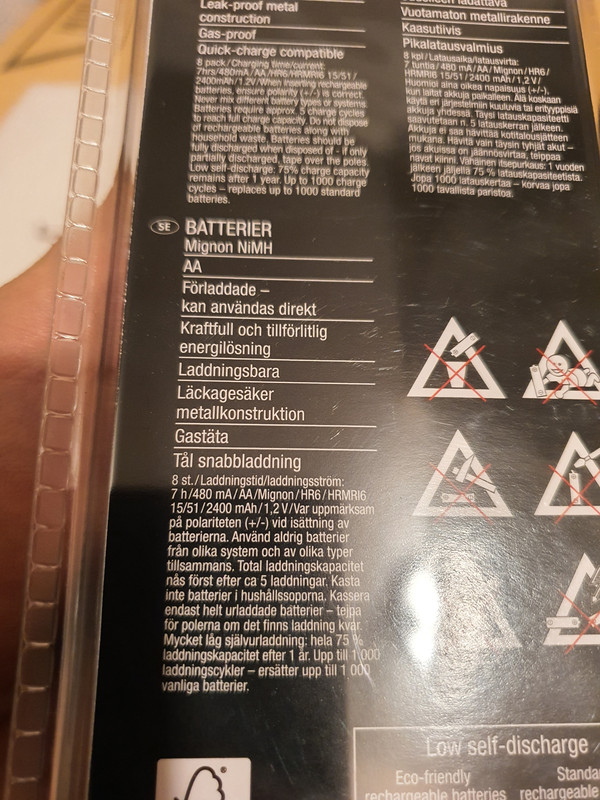 Leak-proof metal
construction
Gas-proof
Quick-charge compatible
8 pack/Charging time/current:
7hrs/480mA/AA/HR6/HRMRI6 15/51/
2400mAh/1.2V/When inserting rechargeable
batteries, ensure polarity (+/-) is correct.
Never mix different battery types or systems.
Batteries require approx. 5 charge cycles
to reach full charge capacity. Do not dispose
of rechargeable batteries along with
household waste. Batteries should be
fully discharged when disposed of - if only
partially discharged, tape over the poles.
Low self-discharge: 75% charge capacity
remains after 1 year. Up to 1000 charge
cycles – replaces up to 1000 standard
batteries.
ladattava
Vuotamaton metallirakenne
Kaasutiivis
Pikalatausvalmius
8 kpl/Latausaika/latausvirta:
7 tuntia/480 mA/AA/Mignon/HR6/
HRMRI6 15/51/2400 mAh/1,2 V/
Huomioi aina oikea napaisuus (+/-),
kun laitat akkuja paikalleen. Älä koskaan
käytä eri järjestelmiin kuuluvia tai erityyppisiä
akkuja yhdessä. Täysi latauskapasiteetti
saavutetaan n. 5 latauskerran jälkeen.
Akkuja ei saa hävittää kotitalousjätteen
mukana. Hävitä vain täysin tyhjät akut –
jos akussa on jäännösvirtaa, teippaa
navat kiinni. Vähäinen itsepurkaus: 1 vuoden
jälkeen jäljellä 75 % latauskapasiteetista.
Jopa 1000 latauskertaa – korvaa jopa
1000 tavallista paristoa.
SE BATTERIER
Mignon NiMH
AA
Förladdade –
kan användas direkt
Kraftfull och tillförlitlig
energilösning
Laddningsbara
Läckagesäker
metallkonstruktion
Gastäta
Tål snabbladdning
8 st./Laddningstid/laddningsström:
7 h/480 mA/AA/Mignon/HR6/HRMRI6
15/51/2400 mAh/1,2 V/Var uppmärksam
på polariteten (+/-) vid isättning av
batterierna. Använd aldrig batterier
från olika system och av olika typer
tillsammans. Total laddningskapacitet
nås först efter ca 5 laddningar. Kasta
inte batterier i hushållssoporna. Kassera
endast helt urladdade batterier – tejpa
för polerna om det finns laddning kvar.
Mycket låg självurladdning: hela 75 %
laddningskapacitet efter 1 år. Upp till 1 000
laddningscykler – ersätter upp till 1 000
vanliga batterier.
Low self-discharge
Eco-friendly
rechargeable batteries
Standa
rechargeable